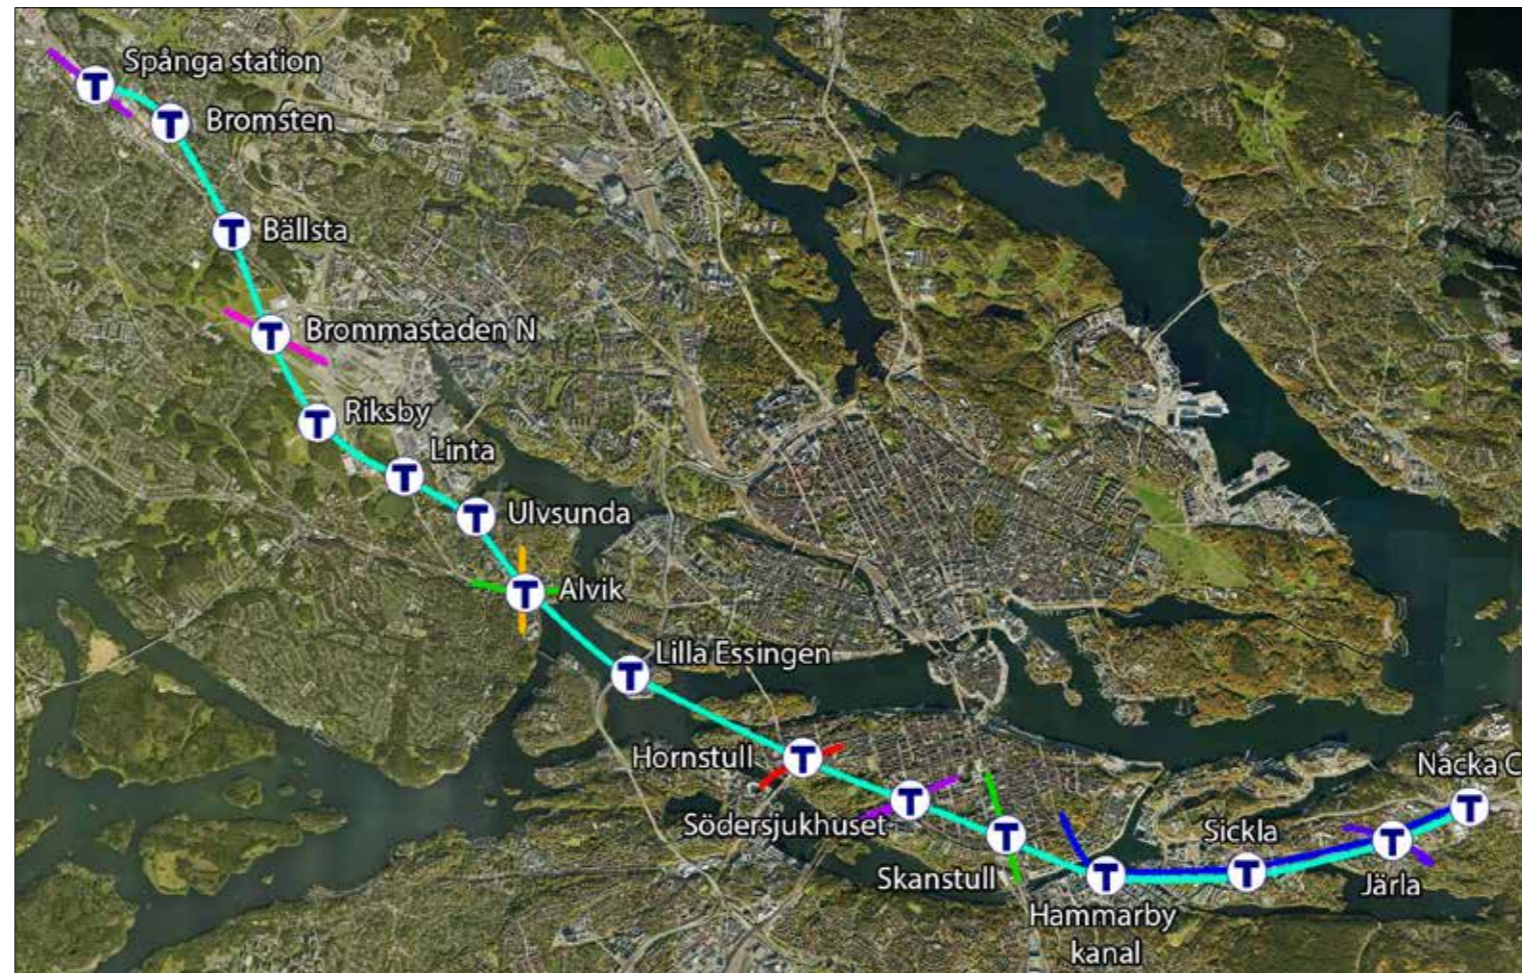 Spånga station
T
Bromsten
T
T
Bällsta
T
Brommastaden N
T
Riksby
T
Linta
T
Ulvsunda
T
Alvik
T
Lilla Essingen
T
Hornstull
T
Södersjukhuset
T
Skanstull
T
Hammarby
kanal
T
Sickla
T
Järla
T
Nacka C